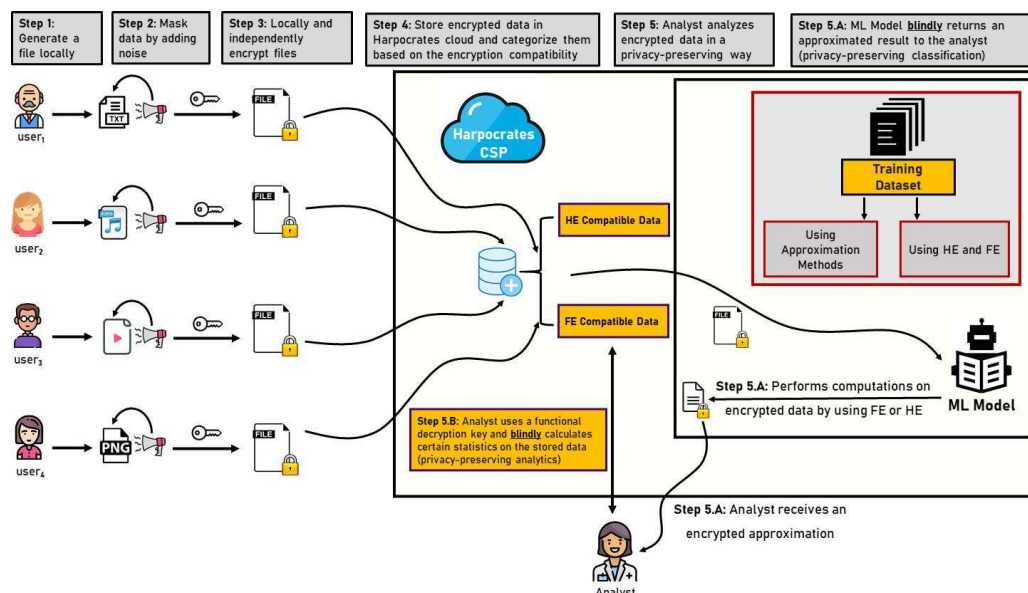 Step 1:
Generate a
file locally
Step 2: Mask
data by adding
noise
Step 3: Locally and
independently
encrypt files
Step 4: Store encrypted data in
Harpocrates cloud and categorize them
based on the encryption compatibility
Step 5: Analyst analyzes
encrypted data in a
privacy-preserving way
Step 5.A: ML Model blindly returns an
approximated result to the analyst
(privacy-preserving classification)
user1
TXT
FILE
Harpocrates
CSP
Training
Dataset
Using
Approximation
Methods
Using HE and FE
user2
FILE
HE Compatible Data
user3
FILE
FE Compatible Data
FILE
ML Model
Step 5.A: Performs computations on
encrypted data by using FE or HE
user4
PNG
FILE
Step 5.B: Analyst uses a functional
decryption key and blindly calculates
certain statistics on the stored data
(privacy-preserving analytics)
Step 5.A: Analyst receives an
encrypted approximation
Analyst